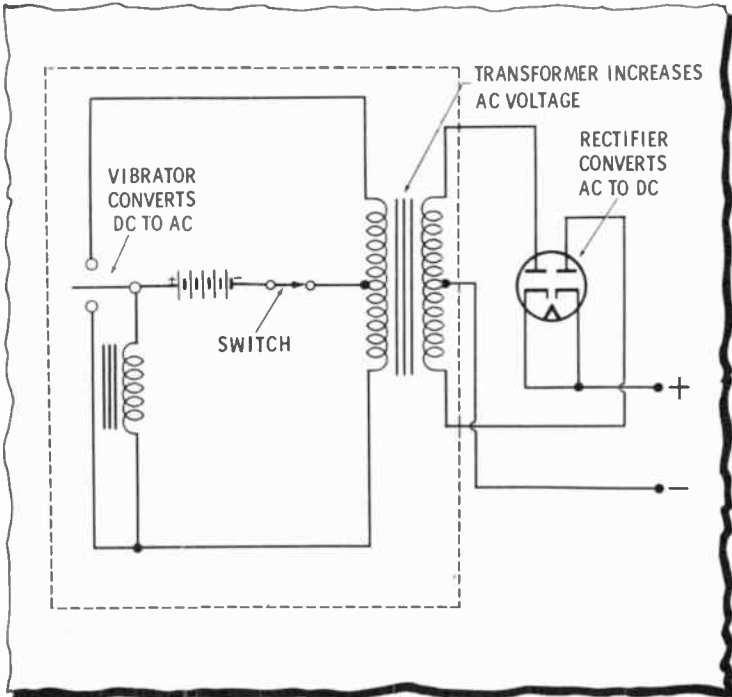 TRANSFORMER INCREASES
AC VOLTAGE
RECTIFIER
CONVERTS
AC TO DC
VIBRATOR
CONVERTS
DC TO AC
+ -
SWITCH
+
-